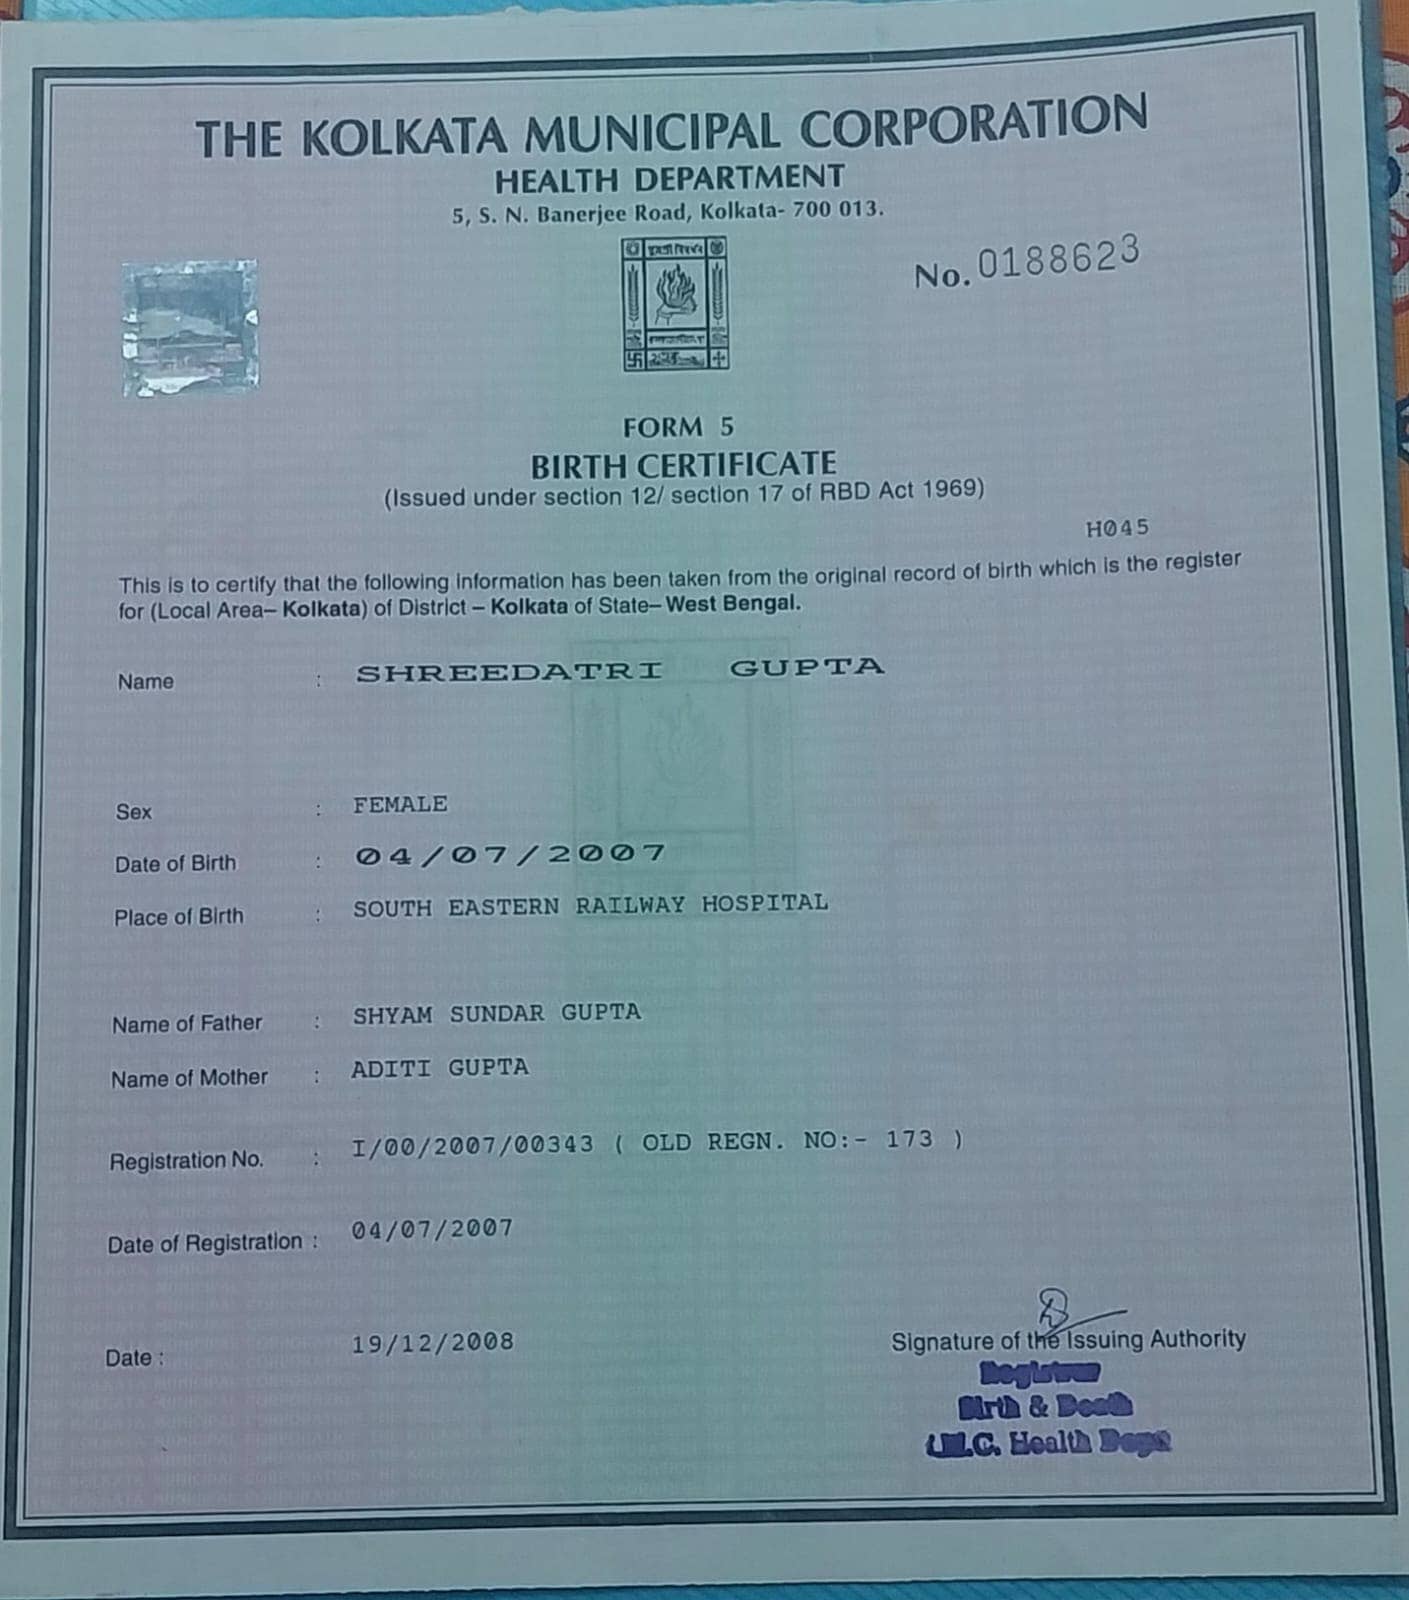 THE KOLKATA MUNICIPAL CORPORATION
HEALTH DEPARTMENT
5, S. N. Banerjee Road, Kolkata- 700 013.
No. 0188623
FORM 5
BIRTH CERTIFICATE
(Issued under section 12/ section 17 of RBD Act 1969)
H045
This is to certify that the following information has been taken from the original record of birth which is the register
for (Local Area– Kolkata) of District – Kolkata of State– West Bengal.
Name : SHREEDATRI GUPTA
Sex : FEMALE
Date of Birth : 04/07/2007
Place of Birth : SOUTH EASTERN RAILWAY HOSPITAL
Name of Father : SHYAM SUNDAR GUPTA
Name of Mother : ADITI GUPTA
Registration No. : I/00/2007/00343 ( OLD REGN. NO:- 173 )
Date of Registration : 04/07/2007
Date : 19/12/2008
Signature of the Issuing Authority
Registrar
Birth & Death
Health Dept